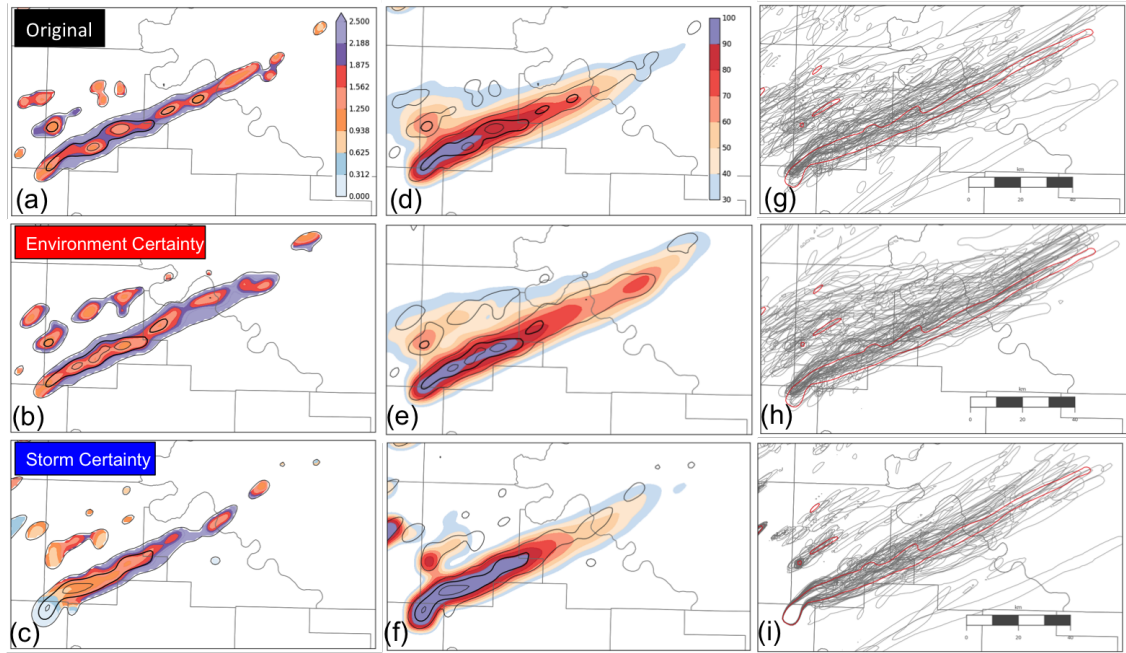 Original
2.500
2.188
1.875
1.562
1.250
0.938
0.625
0.312
0.000
(a)
100
90
80
70
60
50
40
30
(d)
km
0 20 40
(g)
Environment Certainty
(b)
(e)
km
0 20 40
(h)
Storm Certainty
(c)
(f)
km
0 20 40
(i)